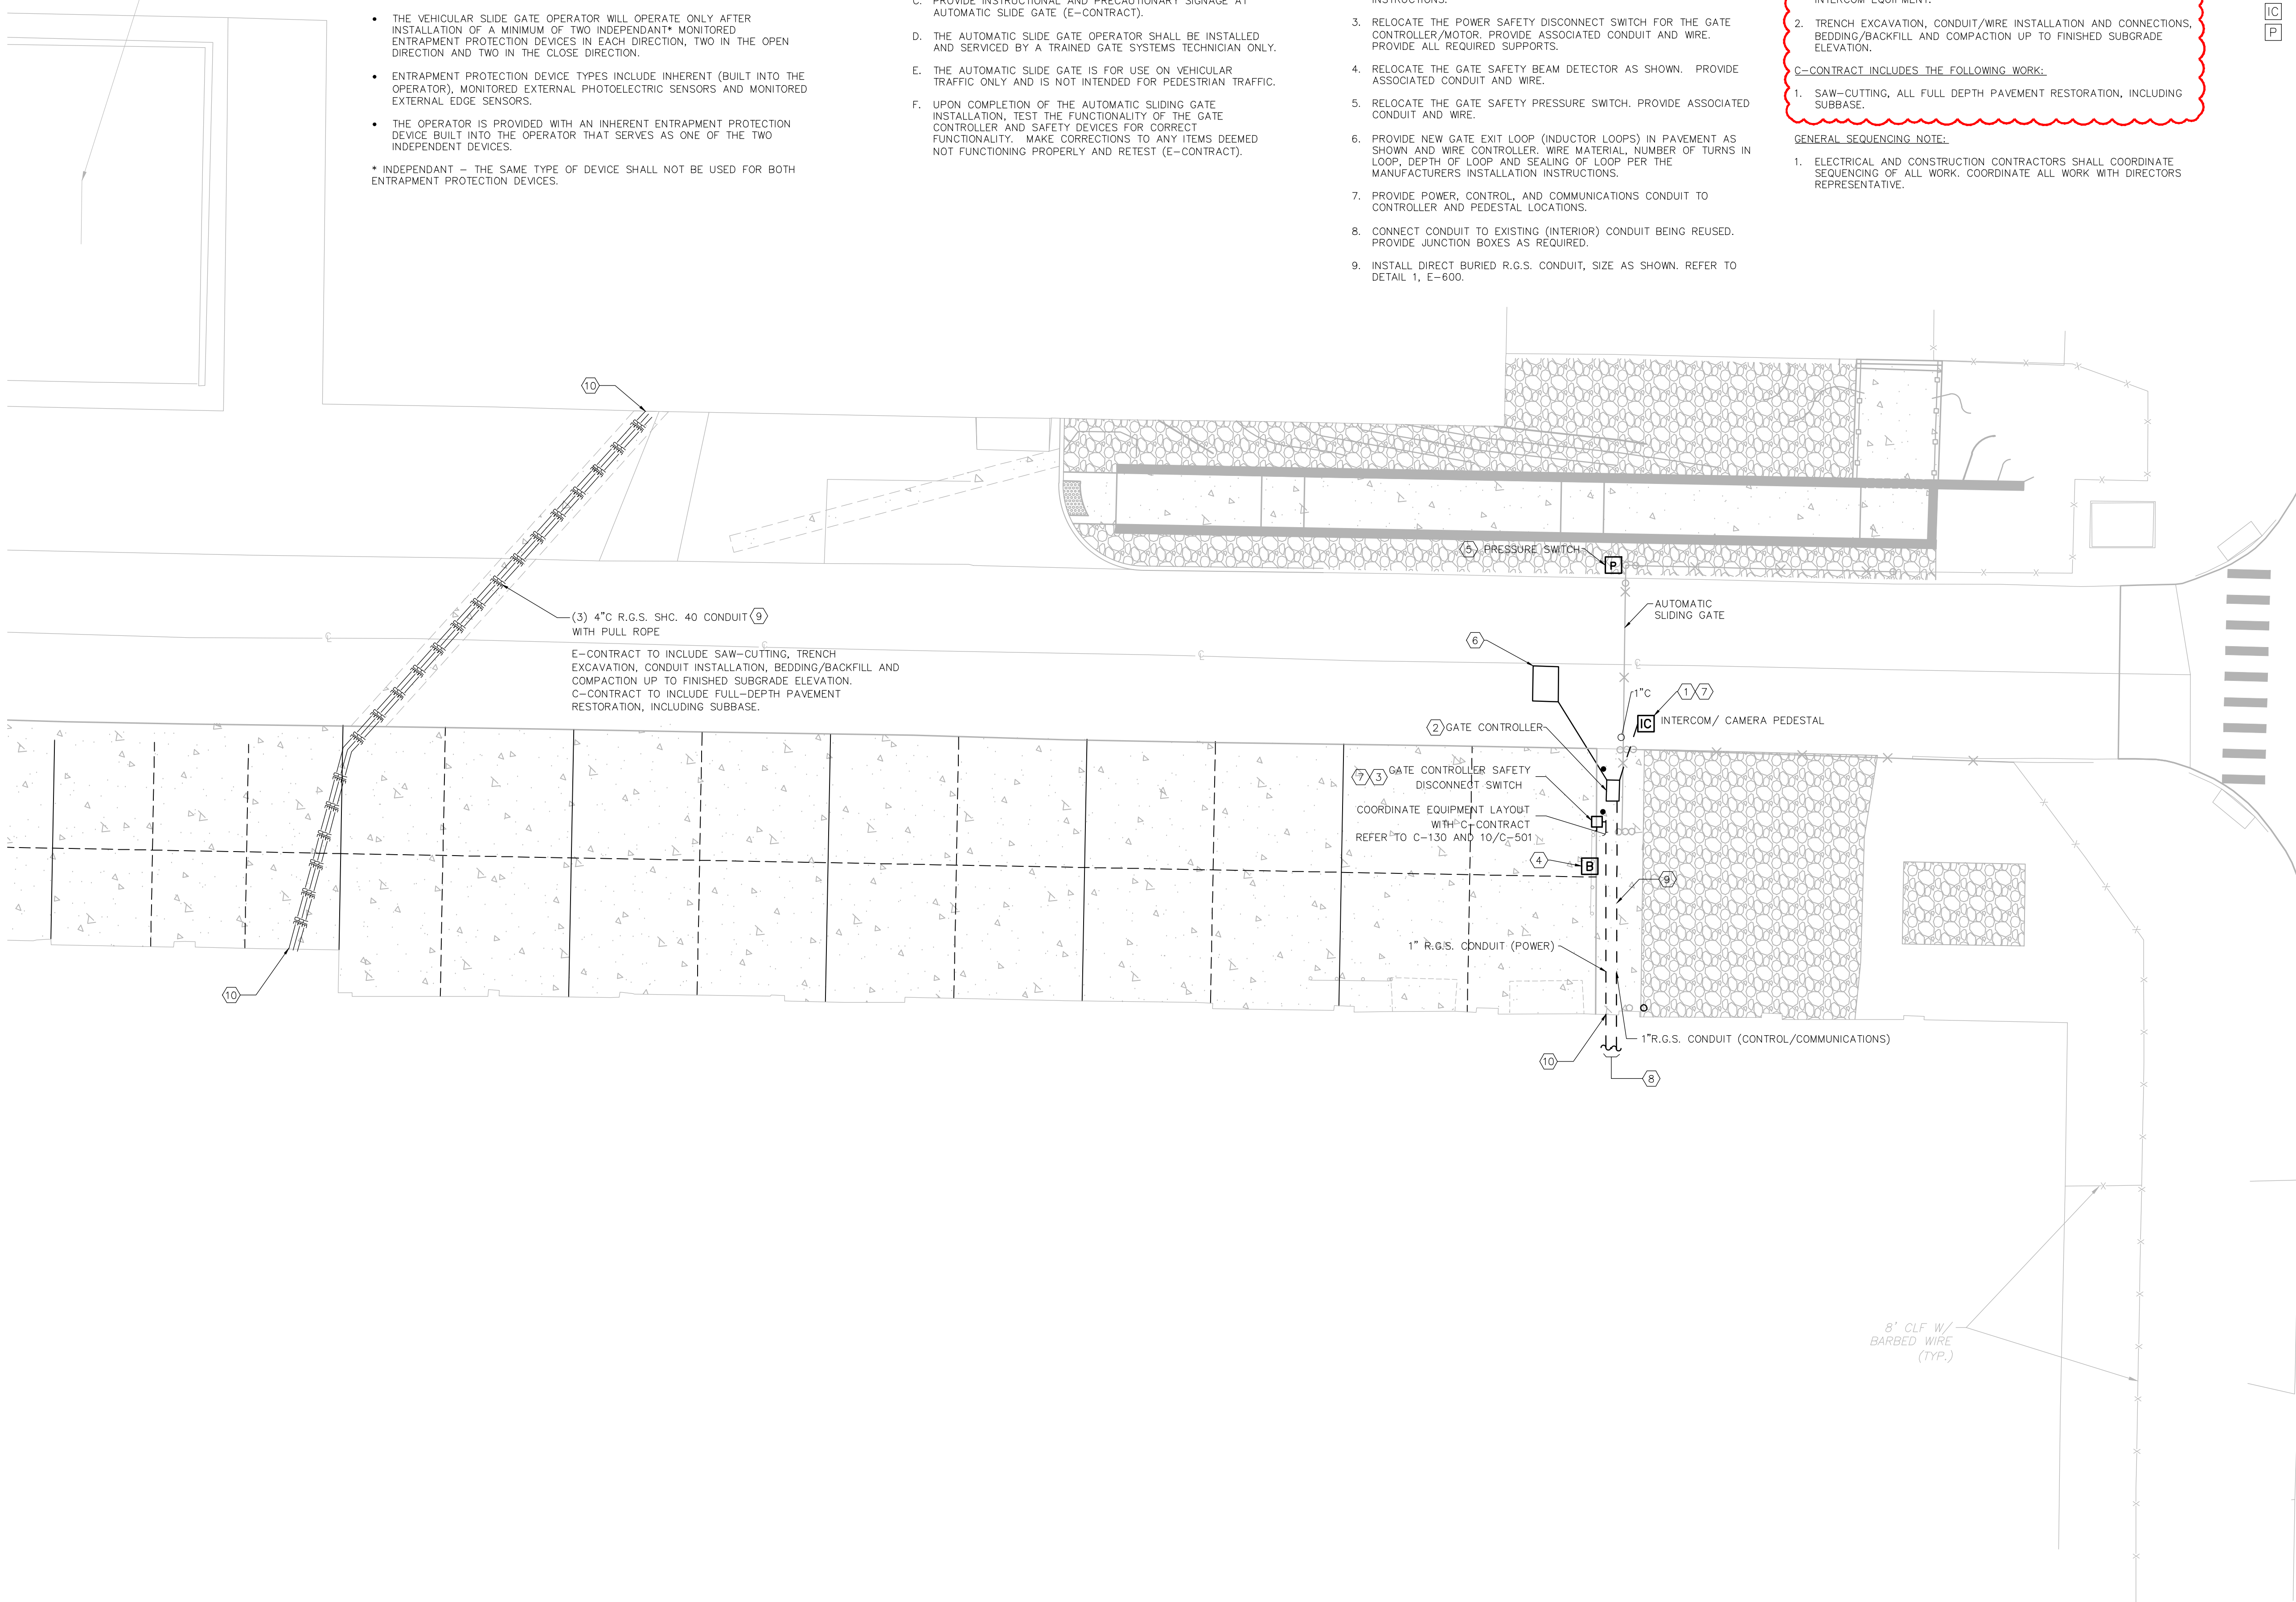 • THE VEHICULAR SLIDE GATE OPERATOR WILL OPERATE ONLY AFTER
INSTALLATION OF A MINIMUM OF TWO INDEPENDANT* MONITORED
ENTRAPMENT PROTECTION DEVICES IN EACH DIRECTION, TWO IN THE OPEN
DIRECTION AND TWO IN THE CLOSE DIRECTION.
• ENTRAPMENT PROTECTION DEVICE TYPES INCLUDE INHERENT (BUILT INTO THE
OPERATOR), MONITORED EXTERNAL PHOTOELECTRIC SENSORS AND MONITORED
EXTERNAL EDGE SENSORS.
• THE OPERATOR IS PROVIDED WITH AN INHERENT ENTRAPMENT PROTECTION
DEVICE BUILT INTO THE OPERATOR THAT SERVES AS ONE OF THE TWO
INDEPENDENT DEVICES.
* INDEPENDANT – THE SAME TYPE OF DEVICE SHALL NOT BE USED FOR BOTH
ENTRAPMENT PROTECTION DEVICES.
C. PROVIDE INSTRUCTIONAL AND PRECAUTIONARY SIGNAGE AT
AUTOMATIC SLIDE GATE (E–CONTRACT).
D. THE AUTOMATIC SLIDE GATE OPERATOR SHALL BE INSTALLED
AND SERVICED BY A TRAINED GATE SYSTEMS TECHNICIAN ONLY.
E. THE AUTOMATIC SLIDE GATE IS FOR USE ON VEHICULAR
TRAFFIC ONLY AND IS NOT INTENDED FOR PEDESTRIAN TRAFFIC.
F. UPON COMPLETION OF THE AUTOMATIC SLIDING GATE
INSTALLATION, TEST THE FUNCTIONALITY OF THE GATE
CONTROLLER AND SAFETY DEVICES FOR CORRECT
FUNCTIONALITY. MAKE CORRECTIONS TO ANY ITEMS DEEMED
NOT FUNCTIONING PROPERLY AND RETEST (E–CONTRACT).
INSTRUCTIONS.
3. RELOCATE THE POWER SAFETY DISCONNECT SWITCH FOR THE GATE
CONTROLLER/MOTOR. PROVIDE ASSOCIATED CONDUIT AND WIRE.
PROVIDE ALL REQUIRED SUPPORTS.
4. RELOCATE THE GATE SAFETY BEAM DETECTOR AS SHOWN. PROVIDE
ASSOCIATED CONDUIT AND WIRE.
5. RELOCATE THE GATE SAFETY PRESSURE SWITCH. PROVIDE ASSOCIATED
CONDUIT AND WIRE.
6. PROVIDE NEW GATE EXIT LOOP (INDUCTOR LOOPS) IN PAVEMENT AS
SHOWN AND WIRE CONTROLLER. WIRE MATERIAL, NUMBER OF TURNS IN
LOOP, DEPTH OF LOOP AND SEALING OF LOOP PER THE
MANUFACTURERS INSTALLATION INSTRUCTIONS.
7. PROVIDE POWER, CONTROL, AND COMMUNICATIONS CONDUIT TO
CONTROLLER AND PEDESTAL LOCATIONS.
8. CONNECT CONDUIT TO EXISTING (INTERIOR) CONDUIT BEING REUSED.
PROVIDE JUNCTION BOXES AS REQUIRED.
9. INSTALL DIRECT BURIED R.G.S. CONDUIT, SIZE AS SHOWN. REFER TO
DETAIL 1, E–600.
INTERCOM EQUIPMENT.
2. TRENCH EXCAVATION, CONDUIT/WIRE INSTALLATION AND CONNECTIONS,
BEDDING/BACKFILL AND COMPACTION UP TO FINISHED SUBGRADE
ELEVATION.
C–CONTRACT INCLUDES THE FOLLOWING WORK:
1. SAW–CUTTING, ALL FULL DEPTH PAVEMENT RESTORATION, INCLUDING
SUBBASE.
GENERAL SEQUENCING NOTE:
1. ELECTRICAL AND CONSTRUCTION CONTRACTORS SHALL COORDINATE
SEQUENCING OF ALL WORK. COORDINATE ALL WORK WITH DIRECTORS
REPRESENTATIVE.
IC
P
10
5 PRESSURE SWITCH
P
AUTOMATIC
SLIDING GATE
(3) 4"C R.G.S. SHC. 40 CONDUIT 9
WITH PULL ROPE
E–CONTRACT TO INCLUDE SAW–CUTTING, TRENCH
EXCAVATION, CONDUIT INSTALLATION, BEDDING/BACKFILL AND
COMPACTION UP TO FINISHED SUBGRADE ELEVATION.
C–CONTRACT TO INCLUDE FULL–DEPTH PAVEMENT
RESTORATION, INCLUDING SUBBASE.
6
1"C
1 7
IC INTERCOM/ CAMERA PEDESTAL
2 GATE CONTROLLER
7 3 GATE CONTROLLER SAFETY
DISCONNECT SWITCH
COORDINATE EQUIPMENT LAYOUT
WITH C–CONTRACT
REFER TO C–130 AND 10/C–501
4
B
9
1" R.G.S. CONDUIT (POWER)
10
1"R.G.S. CONDUIT (CONTROL/COMMUNICATIONS)
10
8
8' CLF W/
BARBED WIRE
(TYP.)